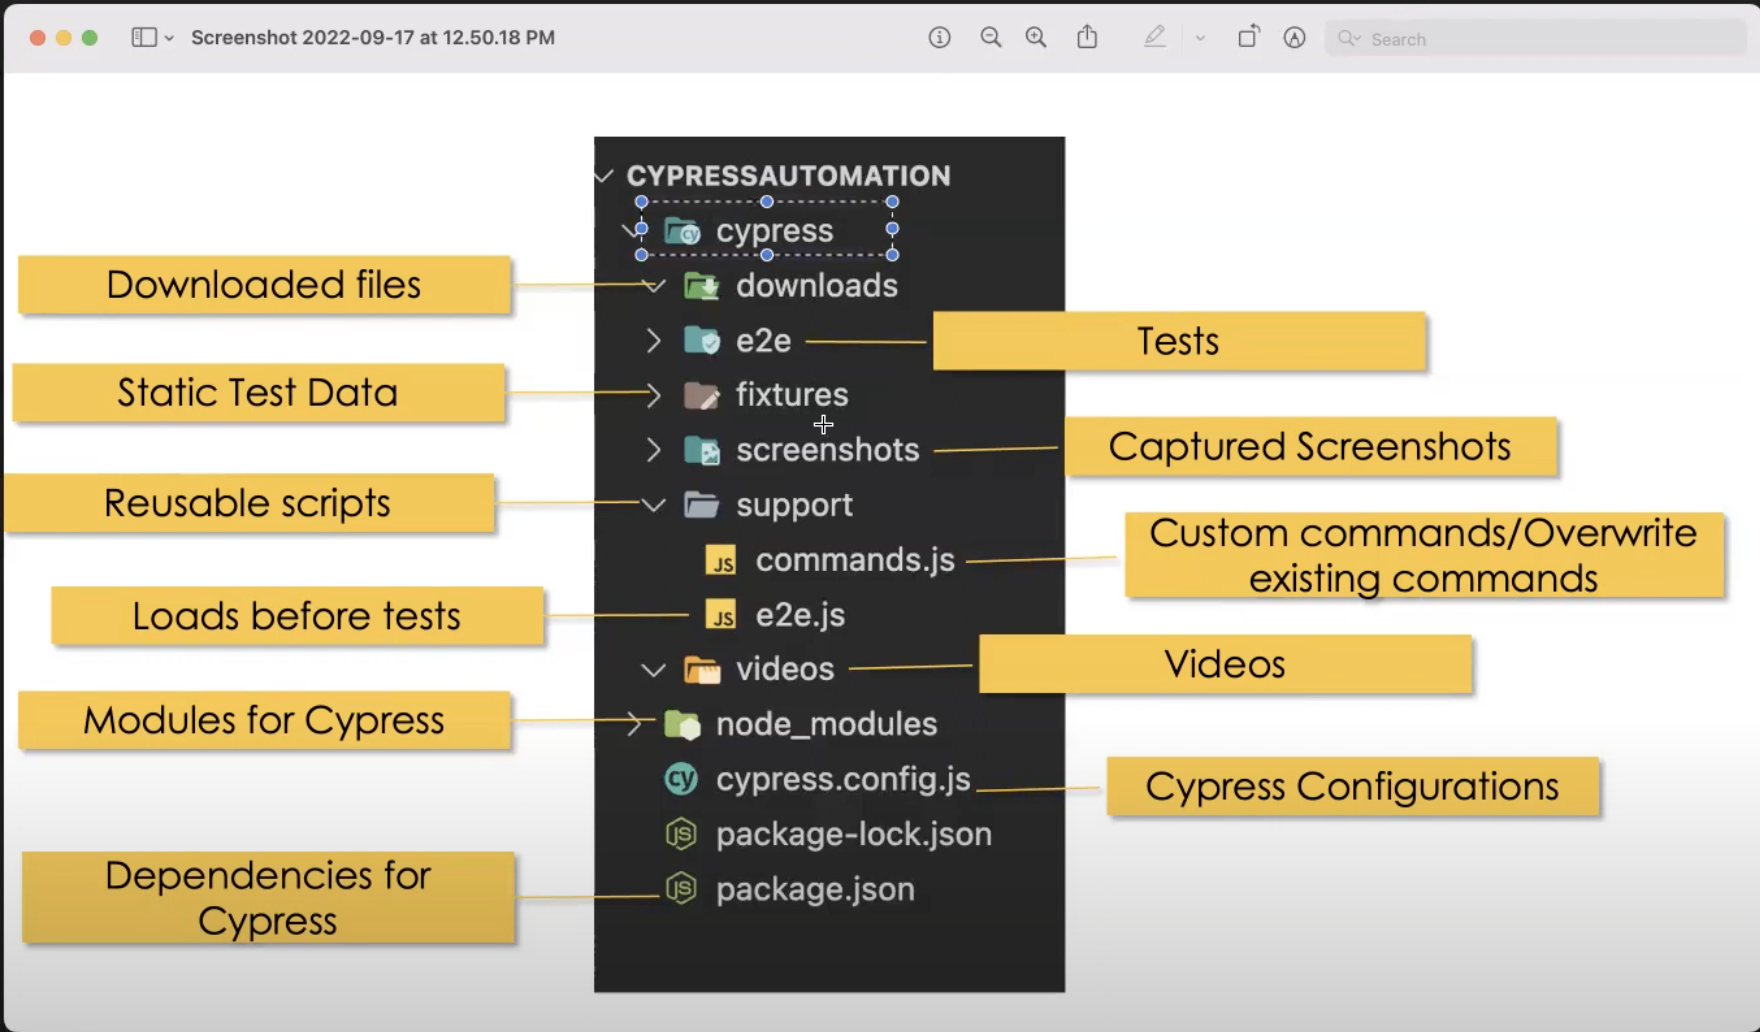 Screenshot 2022-09-17 at 12.50.18 PM
Search
CYPRESSAUTOMATION
cypress
Downloaded files
downloads
e2e
Tests
Static Test Data
fixtures
screenshots
Captured Screenshots
Reusable scripts
support
commands.js
Custom commands/Overwrite
existing commands
Loads before tests
e2e.js
videos
Videos
Modules for Cypress
node_modules
cypress.config.js
Cypress Configurations
package-lock.json
Dependencies for
Cypress
package.json